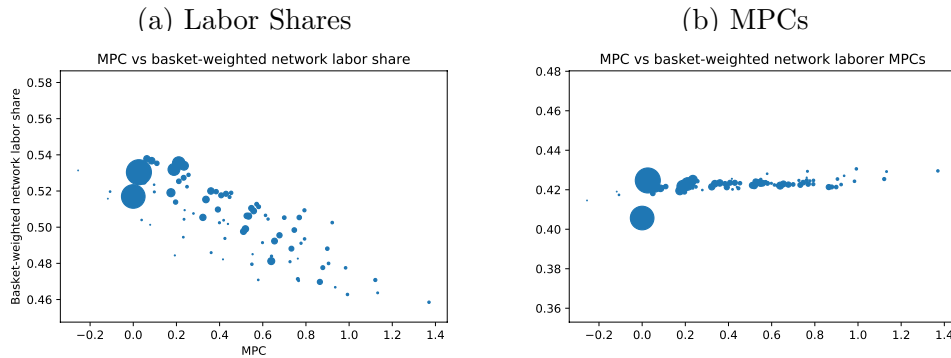 (a) Labor Shares
(b) MPCs
MPC vs basket-weighted network labor share
Basket-weighted network labor share
0.58
0.56
0.54
0.52
0.50
0.48
0.46
−0.2 0.0 0.2 0.4 0.6 0.8 1.0 1.2 1.4
MPC
MPC vs basket-weighted network laborer MPCs
0.48
0.46
0.44
0.42
0.40
0.38
0.36
−0.2 0.0 0.2 0.4 0.6 0.8 1.0 1.2 1.4